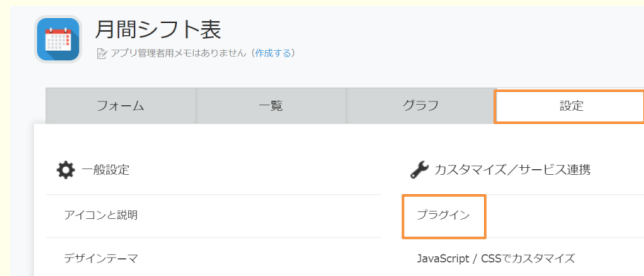 月間シフト表
アプリ管理者用メモはありません（作成する）
フォーム 一覧 グラフ 設定
一般設定
カスタマイズ／サービス連携
アイコンと説明
プラグイン
デザインテーマ
JavaScript / CSSでカスタマイズ